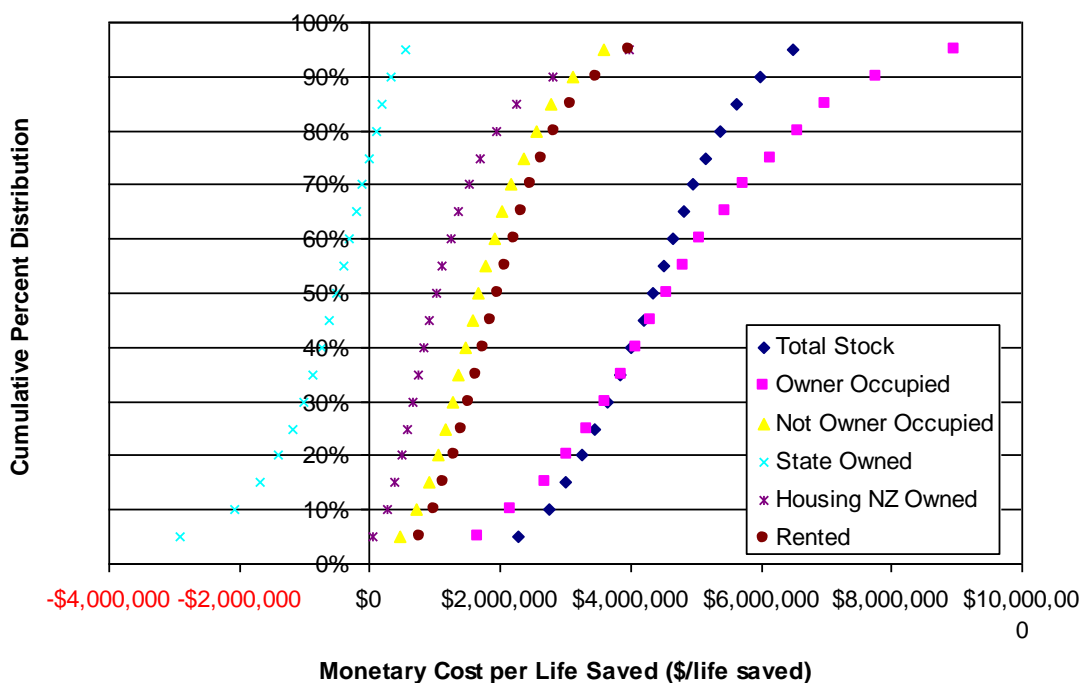 100%
90%
80%
70%
60%
50%
40%
30%
20%
10%
0%
Cumulative Percent Distribution
Total Stock
Owner Occupied
Not Owner Occupied
State Owned
Housing NZ Owned
Rented
-$4,000,000 -$2,000,000 $0 $2,000,000 $4,000,000 $6,000,000 $8,000,000 $10,000,00
0
Monetary Cost per Life Saved ($/life saved)